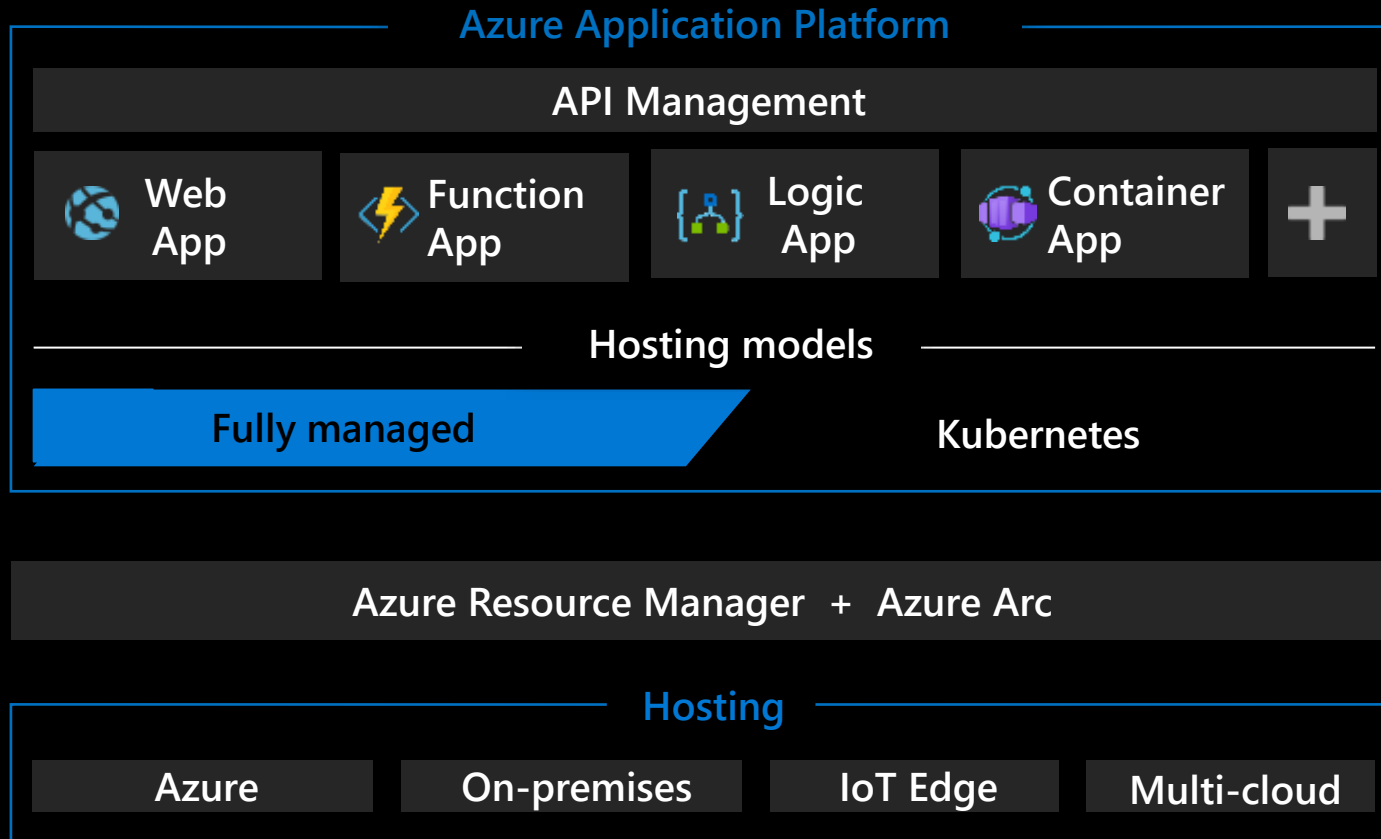 Azure Application Platform
API Management
Web
App
Function
App
Logic
App
Container
App
Hosting models
Fully managed
Kubernetes
Azure Resource Manager + Azure Arc
Hosting
Azure
On-premises
IoT Edge
Multi-cloud